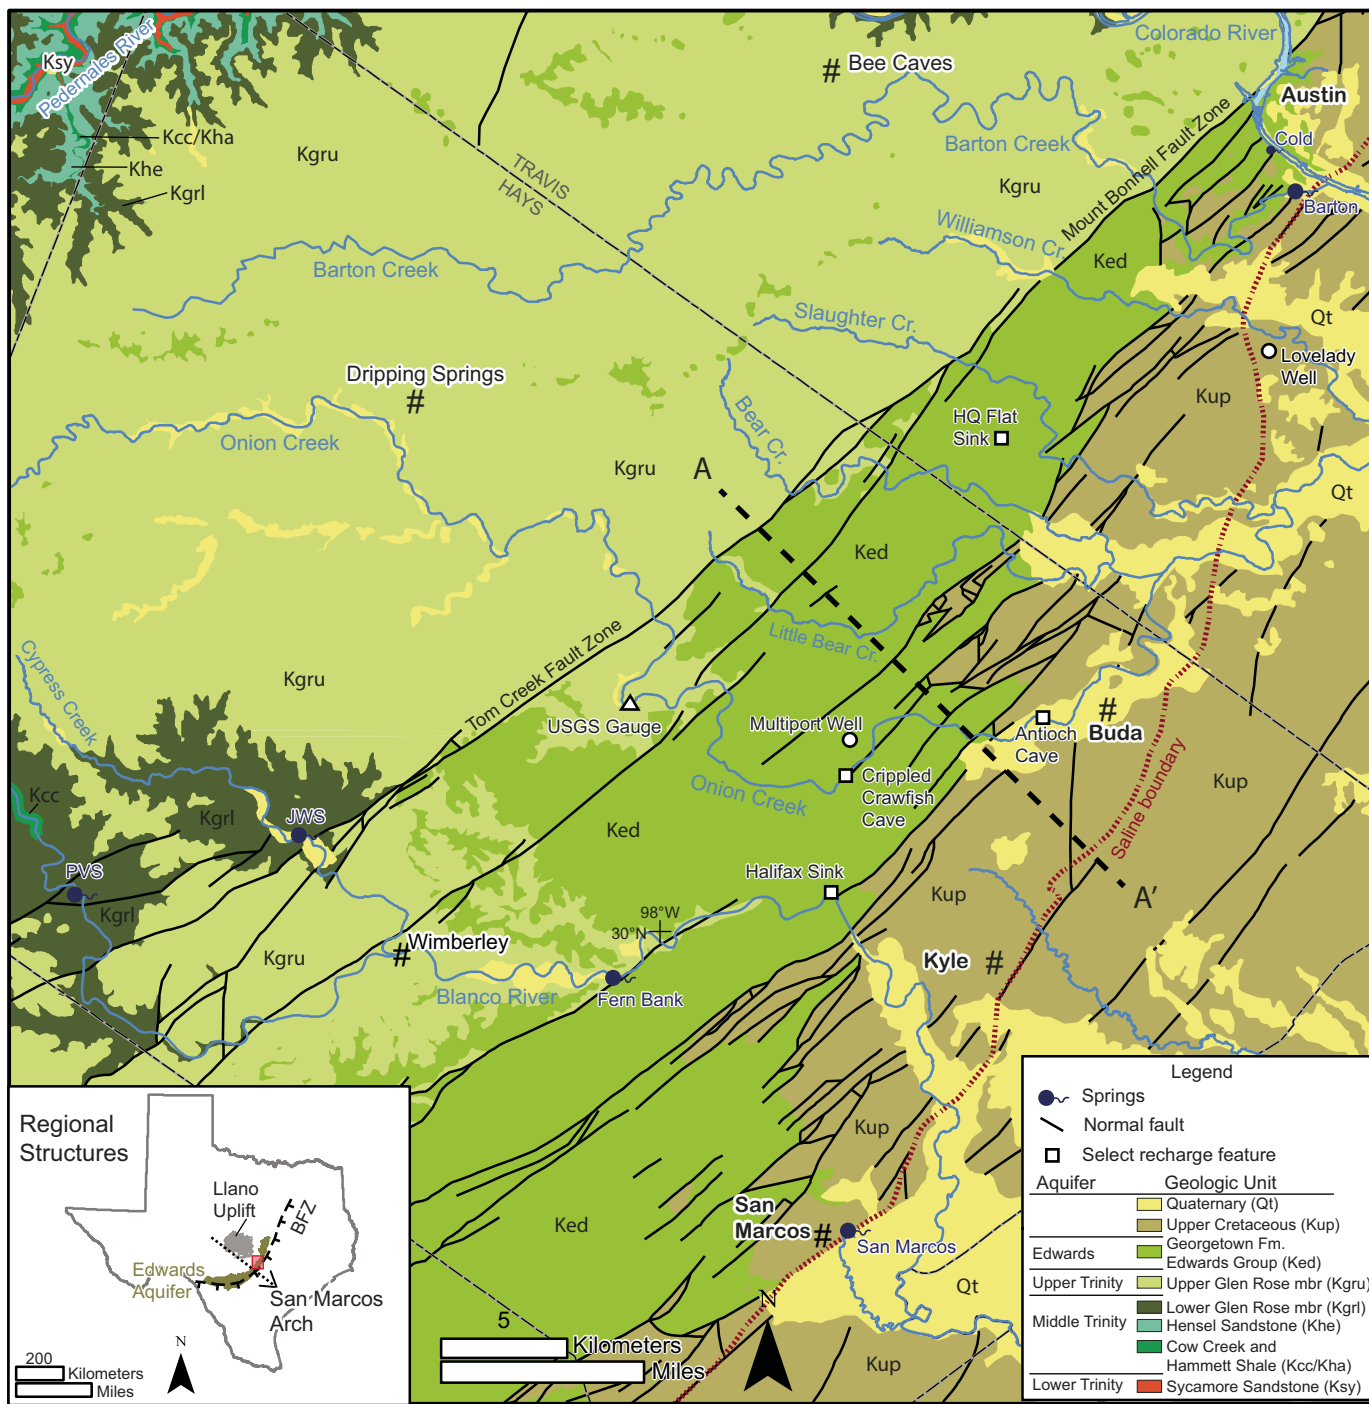 Colorado River
Ksy
Pedernales River
Bee Caves
#
Austin
Kcc/Kha
Cold
Kgru
Barton Creek
Khe
TRAVIS
HAYS
Kgru
Mount Bonnell Fault Zone
Kgrl
Barton
Williamson Cr.
Ked
Barton Creek
Slaughter Cr.
Qt
Lovelady
Well
Dripping Springs
#
Bear Cr.
Kup
HQ Flat
Sink
Onion Creek
A
Kgru
Qt
Ked
Cypress Creek
Tom Creek Fault Zone
Little Bear Cr.
Kgru
USGS Gauge
Multiport Well
#
Buda
Antioch
Cave
Saline boundary
Kup
Onion Creek
Crippled
Crawfish
Cave
Kcc
Kgrl
JWS
Ked
PVS
Halifax Sink
Kup
A’
Kgrl
98°W
30°N
Wimberley
#
Kgru
Kyle
#
Blanco River
Fern Bank
Kup
Ked
San
Marcos
#
San Marcos
Qt
Kup
N
5
Kilometers
Miles
Regional
Structures
Llano
Uplift
BFZ
Edwards
Aquifer
San Marcos
Arch
N
200
Kilometers
Miles
Legend
Springs
Normal fault
Select recharge feature
Aquifer Geologic Unit
Quaternary (Qt)
Upper Cretaceous (Kup)
Edwards Georgetown Fm.
Edwards Group (Ked)
Upper Trinity Upper Glen Rose mbr (Kgru)
Middle Trinity Lower Glen Rose mbr (Kgrl)
Hensel Sandstone (Khe)
Cow Creek and
Hammett Shale (Kcc/Kha)
Lower Trinity Sycamore Sandstone (Ksy)